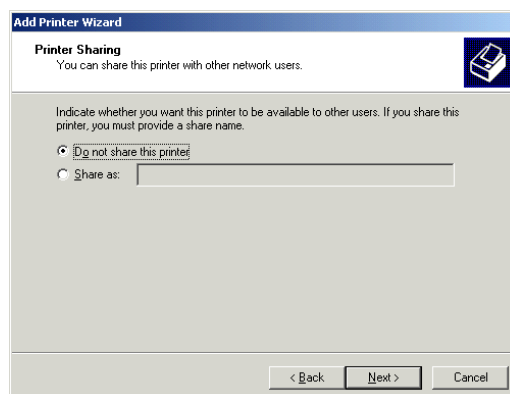 Add Printer Wizard
Printer Sharing
You can share this printer with other network users.
Indicate whether you want this printer to be available to other users. If you share this
printer, you must provide a share name.
Do not share this printer
Share as:
< Back Next > Cancel